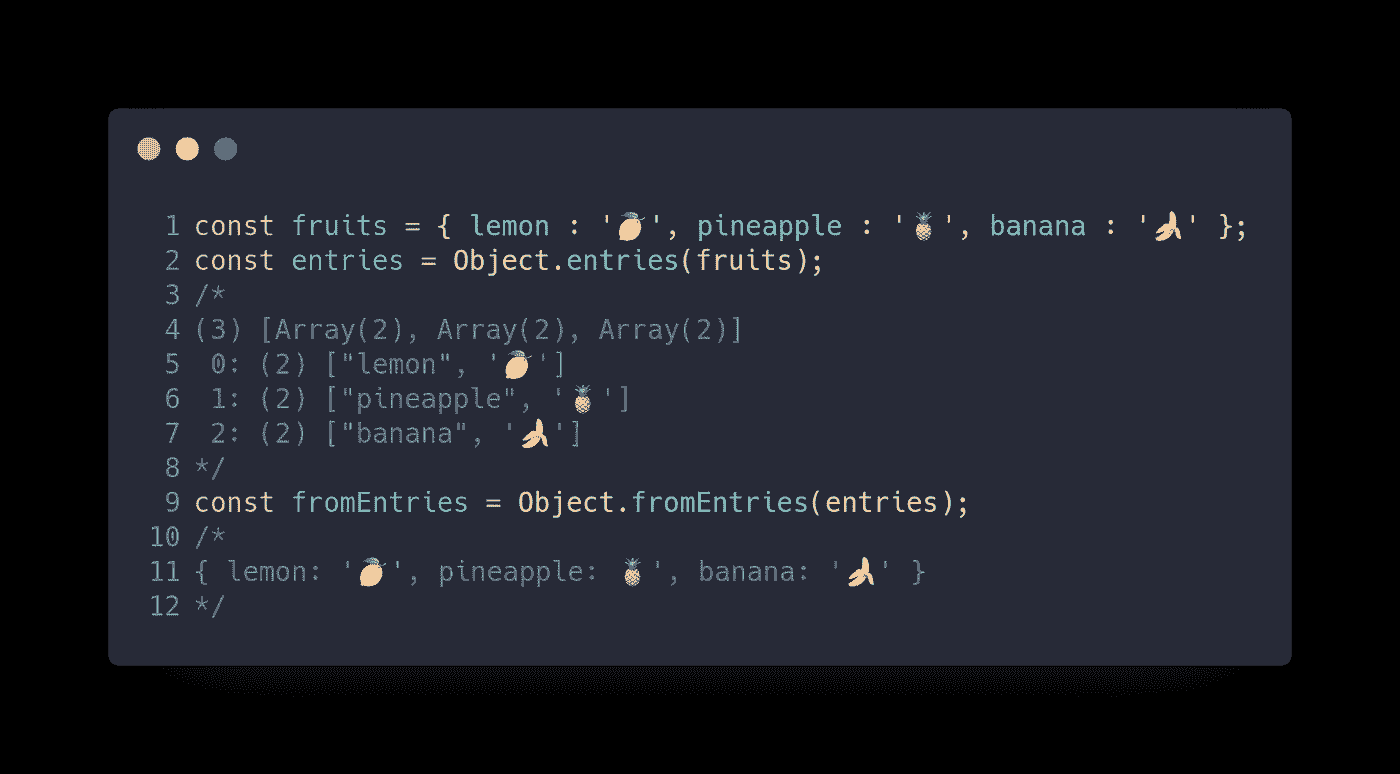 1 const fruits = { lemon : '🍋', pineapple : '🍍', banana : '🍌' };
2 const entries = Object.entries(fruits);
3 /*
4 (3) [Array(2), Array(2), Array(2)]
5  0: (2) ["lemon", '🍋']
6  1: (2) ["pineapple", '🍍']
7  2: (2) ["banana", '🍌']
8 */
9 const fromEntries = Object.fromEntries(entries);
10 /*
11 { lemon: '🍋', pineapple: 🍍', banana: '🍌' }
12 */